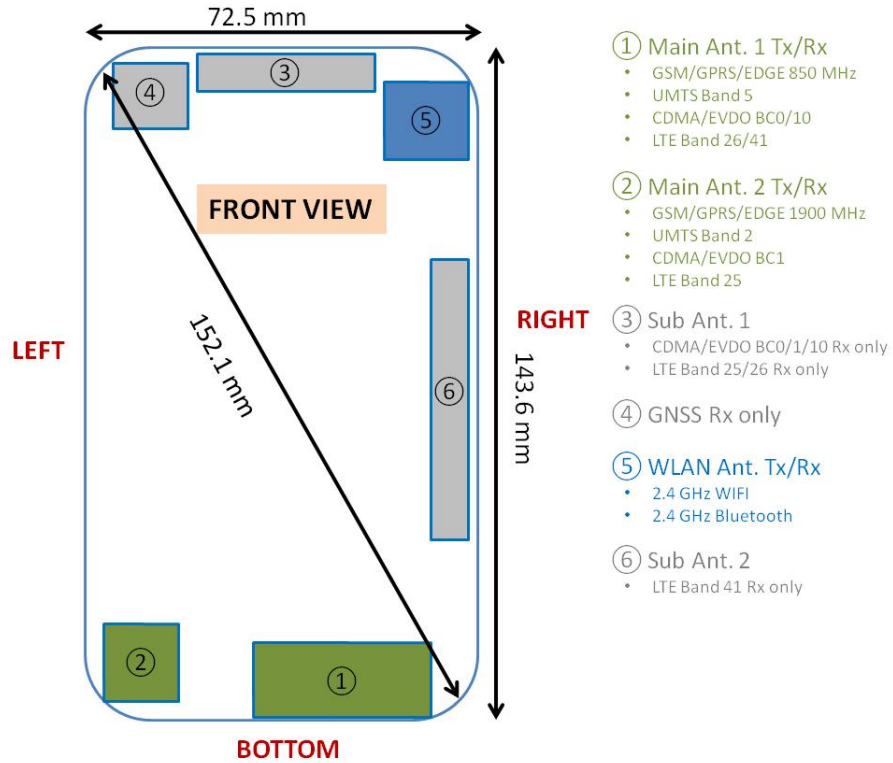 72.5 mm
③
④
⑤
FRONT VIEW
LEFT
152.1 mm
RIGHT
143.6 mm
⑥
②
①
BOTTOM
① Main Ant. 1 Tx/Rx
• GSM/GPRS/EDGE 850 MHz
• UMTS Band 5
• CDMA/EVDO BC0/10
• LTE Band 26/41
② Main Ant. 2 Tx/Rx
• GSM/GPRS/EDGE 1900 MHz
• UMTS Band 2
• CDMA/EVDO BC1
• LTE Band 25
③ Sub Ant. 1
• CDMA/EVDO BC0/1/10 Rx only
• LTE Band 25/26 Rx only
④ GNSS Rx only
⑤ WLAN Ant. Tx/Rx
• 2.4 GHz WIFI
• 2.4 GHz Bluetooth
⑥ Sub Ant. 2
• LTE Band 41 Rx only